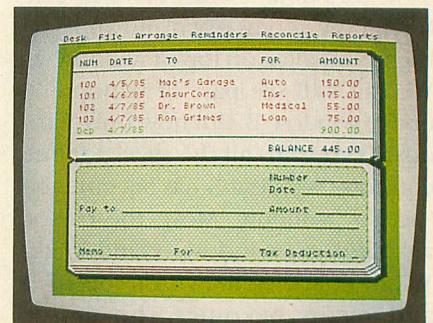 Desk File Arrange Reminders Reconcile Reports
NUM DATE TO FOR AMOUNT
100 4/5/85 Mac's Garage Auto 150.00
101 4/6/85 InsurCorp Ins. 175.00
102 4/7/85 Dr. Brown Medical 55.00
103 4/7/85 Ron Grimes Loan 75.00
Dep 4/7/85 900.00
BALANCE 445.00
Number
Date
Pay to Amount
Memo For Tax Deduction